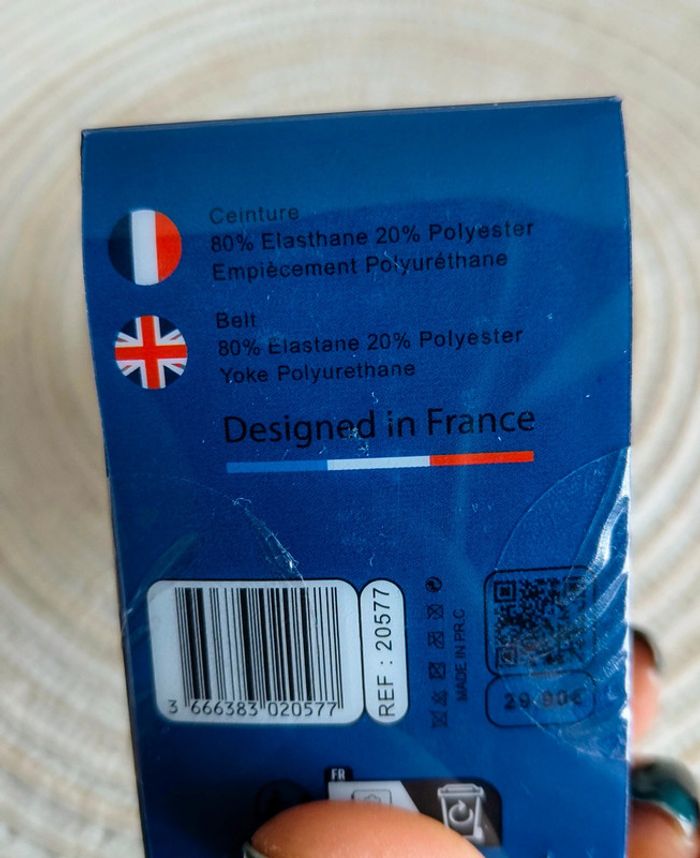 Ceinture
80% Elasthane 20% Polyester
Empiècement Polyuréthane
Belt
80% Elastane 20% Polyester
Yoke Polyurethane
Designed in France
3 666383 020577
REF : 20577
MADE IN P.R.C
29.90€
FR